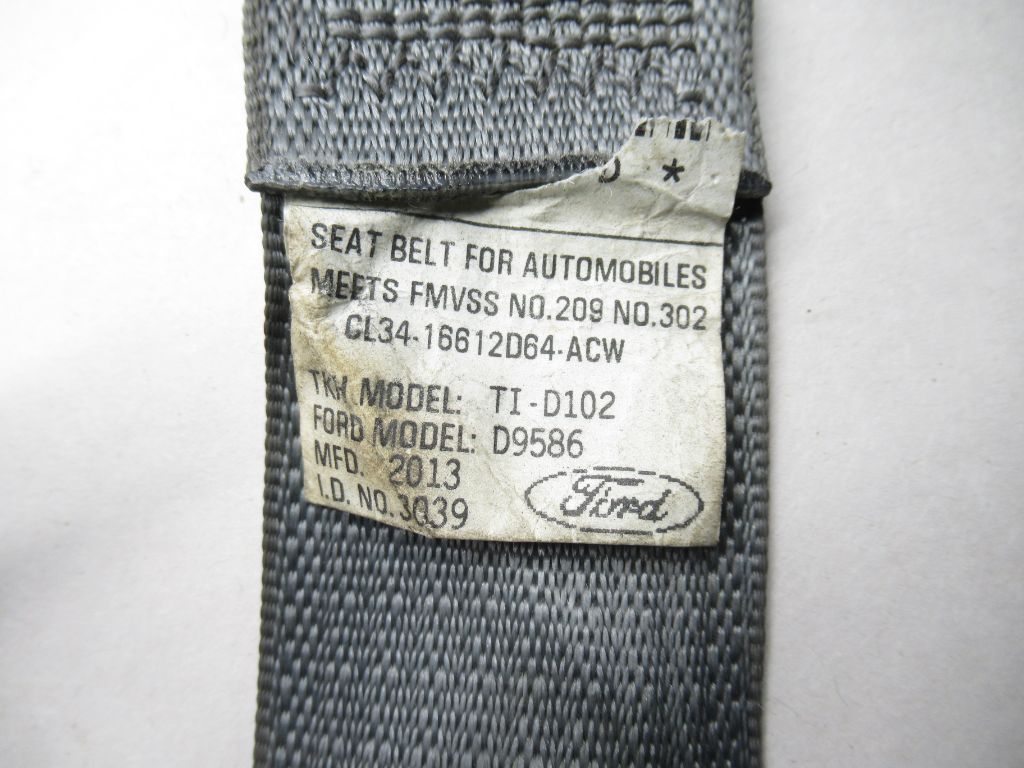 *
SEAT BELT FOR AUTOMOBILES
MEETS FMVSS NO.209 NO.302
CL34-16612D64-ACW
TKH MODEL: TI-D102
FORD MODEL: D9586
MFD. 2013
I.D. NO.3039
Ford